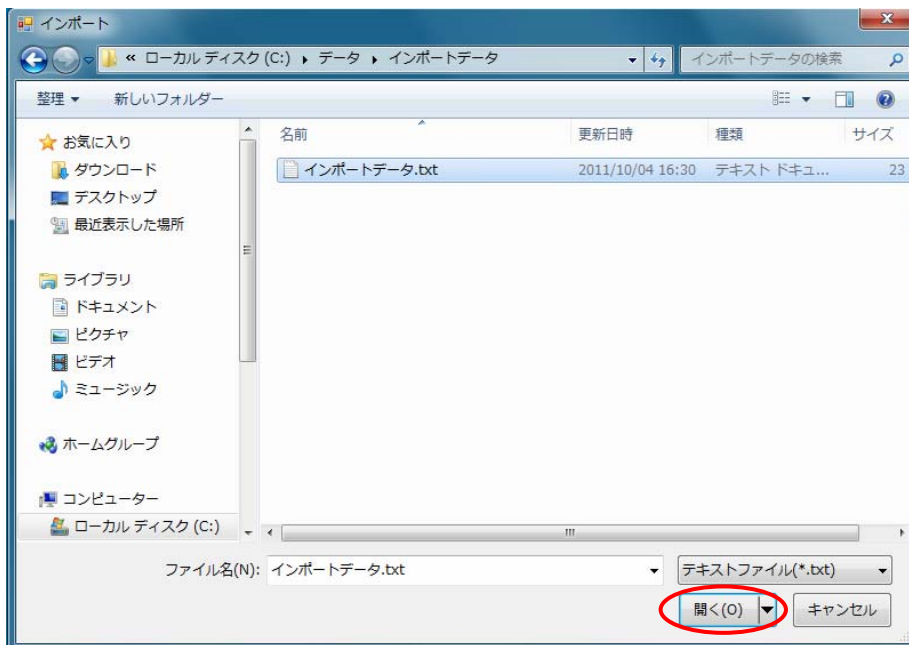 インポート
« ローカル ディスク (C:) ▸ データ ▸ インポートデータ
インポートデータの検索
整理 ▼ 新しいフォルダー
名前 更新日時 種類 サイズ
インポートデータ.txt 2011/10/04 16:30 テキスト ドキュ... 23
お気に入り
ダウンロード
デスクトップ
最近表示した場所
ライブラリ
ドキュメント
ピクチャ
ビデオ
ミュージック
ホームグループ
コンピューター
ローカル ディスク (C:)
ファイル名(N): インポートデータ.txt
テキストファイル(*.txt)
開く(O) キャンセル